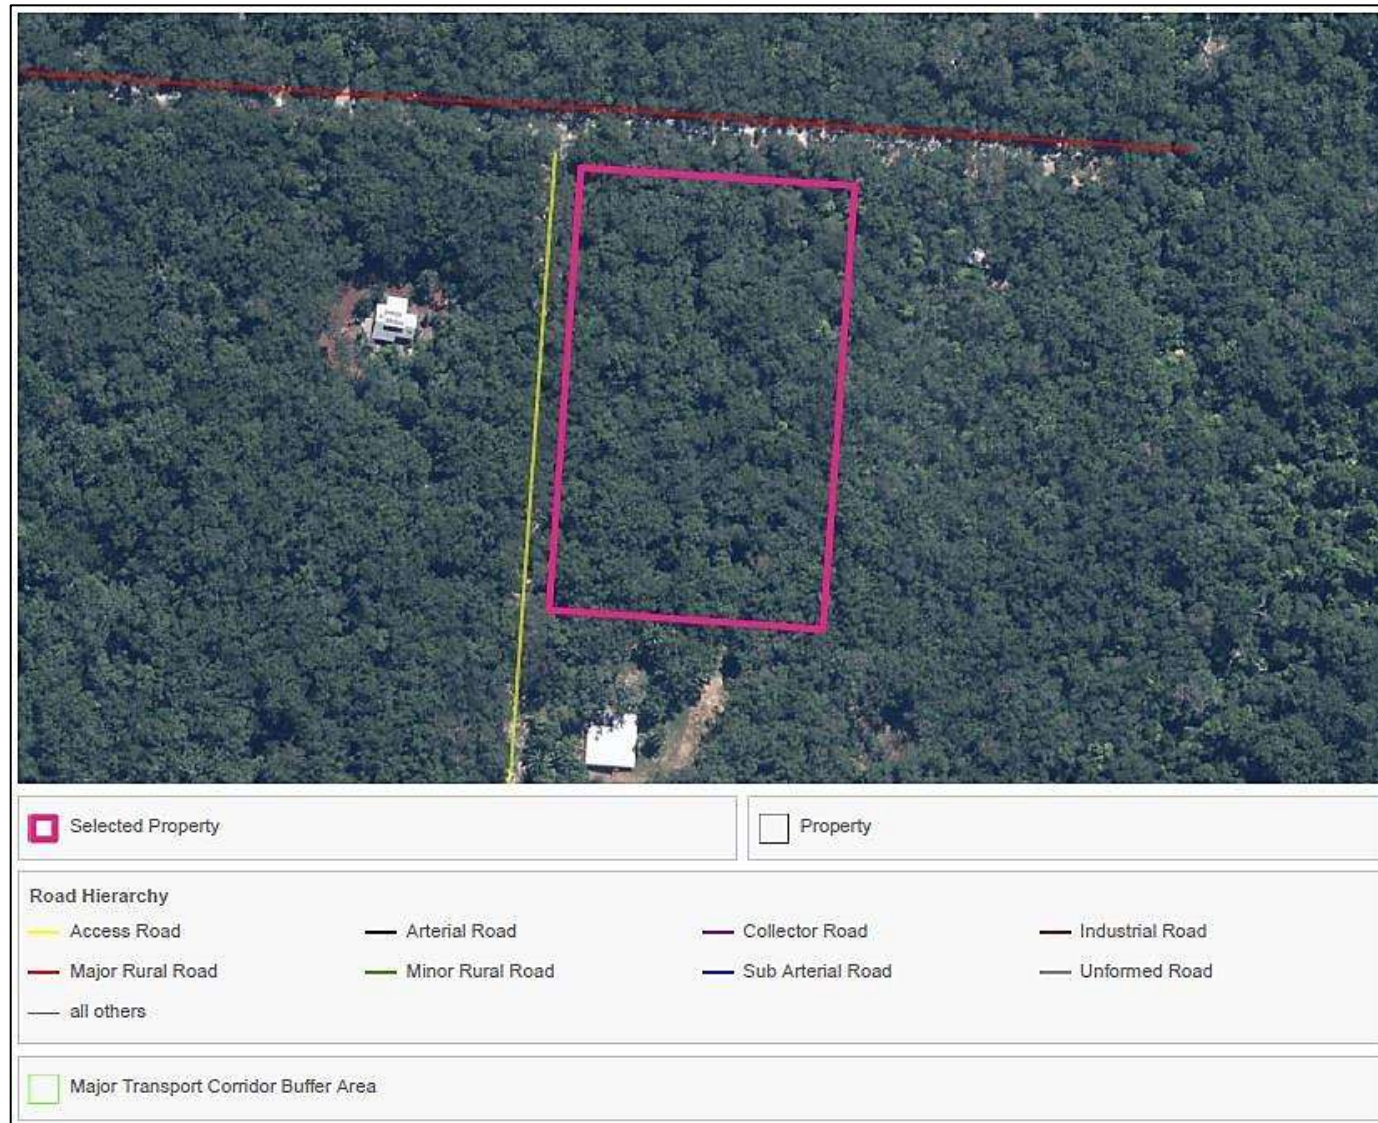 Selected Property
Property
Road Hierarchy
Access Road
Arterial Road
Collector Road
Industrial Road
Major Rural Road
Minor Rural Road
Sub Arterial Road
Unformed Road
all others
Major Transport Corridor Buffer Area